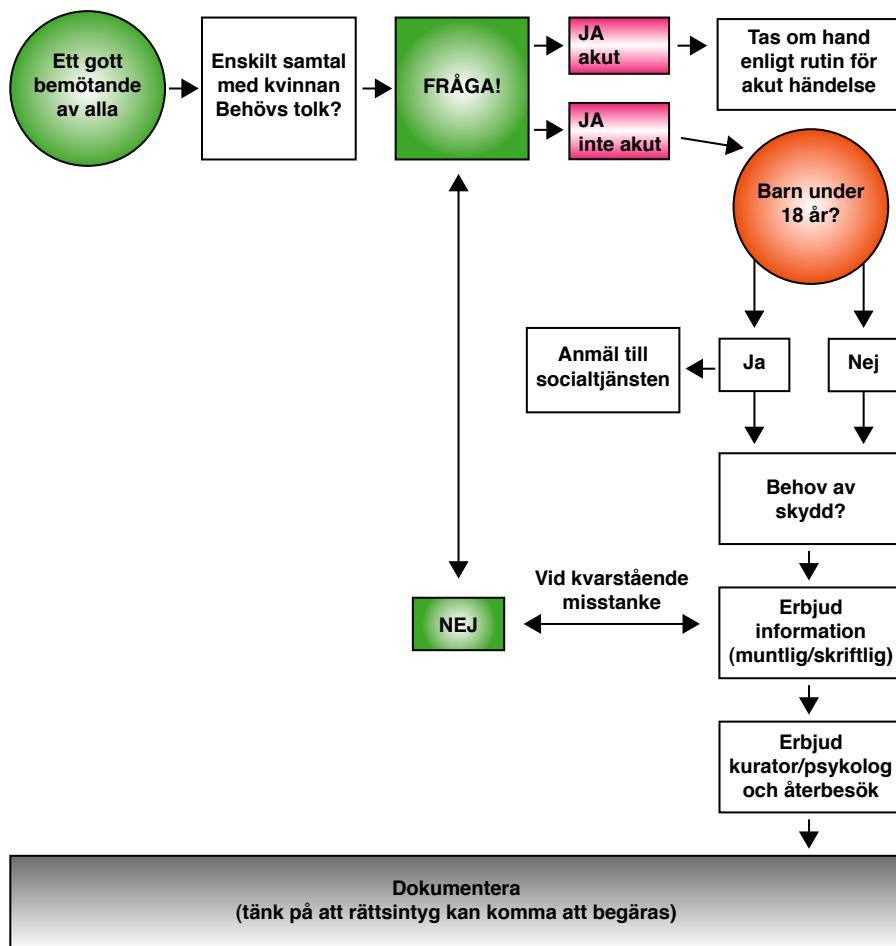 Ett gott
bemötande
av alla
Enskilt samtal
med kvinnan
Behövs tolk?
FRÅGA!
JA
akut
Tas om hand
enligt rutin för
akut händelse
JA
inte akut
Barn under
18 år?
Anmäl till
socialtjänsten
Ja
Nej
Behov av
skydd?
NEJ
Vid kvarstående
misstanke
Erbjud
information
(muntlig/skriftlig)
Erbjud
kurator/psykolog
och återbesök
Dokumentera
(tänk på att rättsintyg kan komma att begäras)